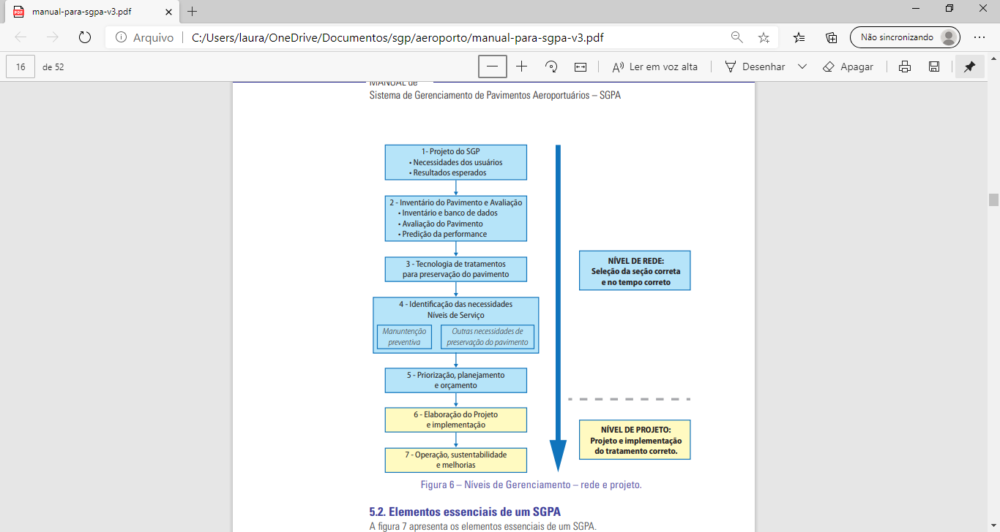 manual-para-sgpa-v3.pdf
Arquivo
C:/Users/laura/OneDrive/Documentos/sgp/aeroporto/manual-para-sgpa-v3.pdf
Não sincronizando
16
de 52
Ler em voz alta
Desenhar
Apagar
MANUAL de
Sistema de Gerenciamento de Pavimentos Aeroportuários – SGPA
1- Projeto do SGP
• Necessidades dos usuários
• Resultados esperados
2 - Inventário do Pavimento e Avaliação
• Inventário e banco de dados
• Avaliação do Pavimento
• Predição da performance
3 - Tecnologia de tratamentos
para preservação do pavimento
4 - Identificação das necessidades
Níveis de Serviço
Manuntenção
preventiva
Outras necessidades de
preservação do pavimento
5 - Priorização, planejamento
e orçamento
6 - Elaboração do Projeto
e implementação
7 - Operação, sustentabilidade
e melhorias
NÍVEL DE REDE:
Seleção da seção correta
e no tempo correto
NÍVEL DE PROJETO:
Projeto e implementação
do tratamento correto.
Figura 6 – Níveis de Gerenciamento – rede e projeto.
5.2. Elementos essenciais de um SGPA
A figura 7 apresenta os elementos essenciais de um SGPA.